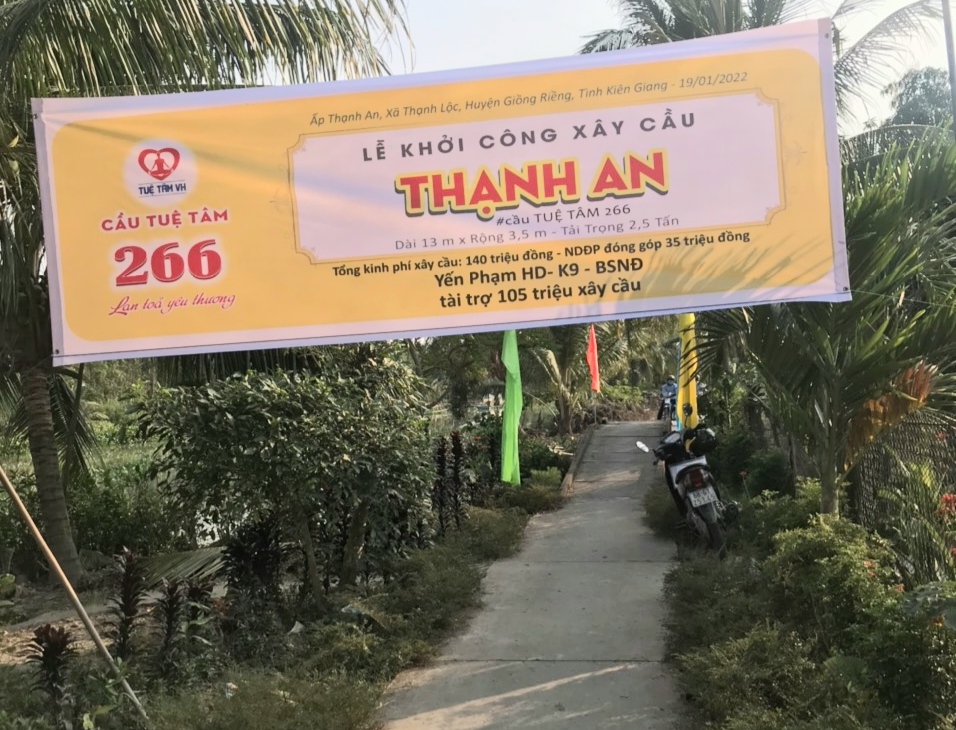 Ấp Thạnh An, Xã Thạnh Lộc, Huyện Giồng Riềng, Tỉnh Kiên Giang - 19/01/2022
LỄ KHỞI CÔNG XÂY CẦU
THẠNH AN
#cầu TUỆ TÂM 266
Dài 13 m x Rộng 3,5 m - Tải Trọng 2,5 Tấn
Tổng kinh phí xây cầu: 140 triệu đồng - NDĐP đóng góp 35 triệu đồng
Yến Phạm HD- K9 - BSNĐ
tài trợ 105 triệu xây cầu
TUỆ TÂM VH
CẦU TUỆ TÂM
266
Lan toả yêu thương